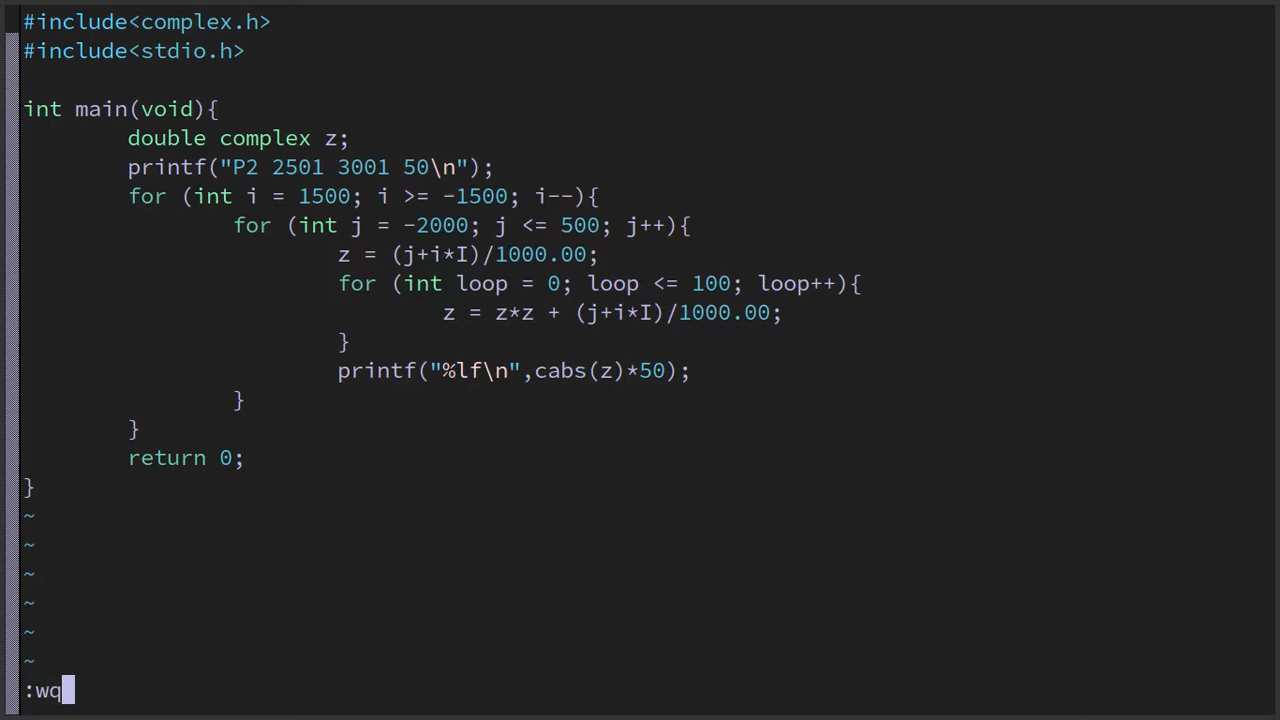 #include<complex.h>
#include<stdio.h>

int main(void){
        double complex z;
        printf("P2 2501 3001 50\n");
        for (int i = 1500; i >= -1500; i--){
                for (int j = -2000; j <= 500; j++){
                        z = (j+i*I)/1000.00;
                        for (int loop = 0; loop <= 100; loop++){
                                z = z*z + (j+i*I)/1000.00;
                        }
                        printf("%lf\n",cabs(z)*50);
                }
        }
        return 0;
}
~
~
~
~
~
~
:wq